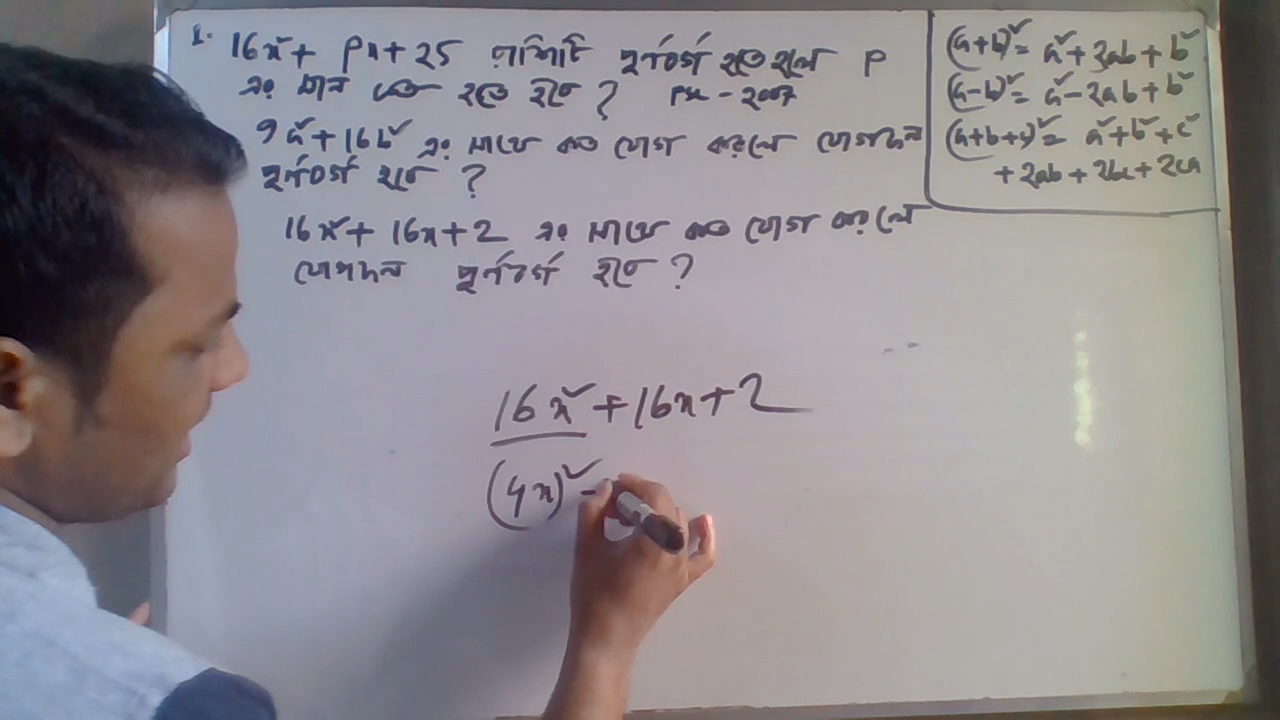 1. 16x² + px + 25 রাশিটি পূর্ণবর্গ হতে হলে p
এর মান কত হতে হবে ? PSC - 2007
9a² + 16b² এর সাথে কত যোগ করলে যোগফল
পূর্ণবর্গ হবে ?
16x² + 16x + 2 এর সাথে কত যোগ করলে
যোগফল পূর্ণবর্গ হবে ?
(a+b)² = a² + 2ab + b²
(a-b)² = a² - 2ab + b²
(a+b+c)² = a² + b² + c²
+ 2ab + 2bc + 2ca
16x² + 16x + 2
(4x)²